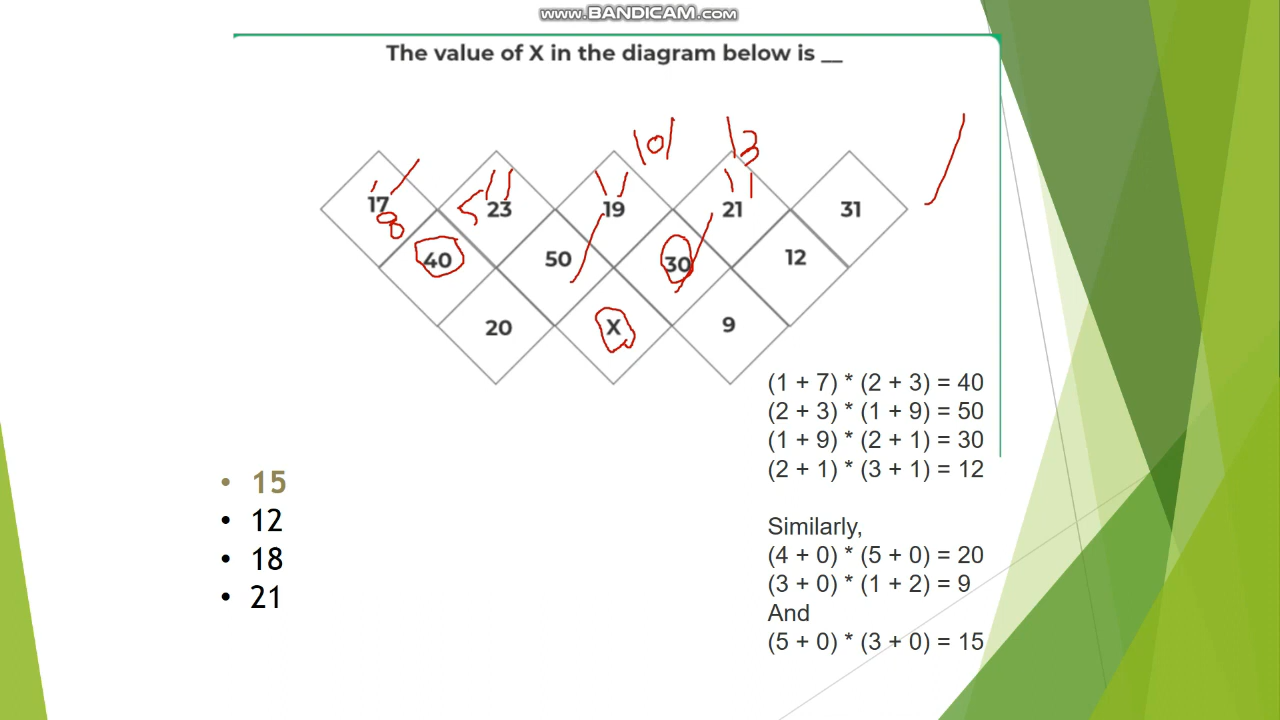 www.BANDICAM.com
The value of X in the diagram below is __
10
13
17 23 19 21 31
8 5
40 50 30 12
20 X 9
(1 + 7) * (2 + 3) = 40
(2 + 3) * (1 + 9) = 50
(1 + 9) * (2 + 1) = 30
(2 + 1) * (3 + 1) = 12
Similarly,
(4 + 0) * (5 + 0) = 20
(3 + 0) * (1 + 2) = 9
And
(5 + 0) * (3 + 0) = 15
• 15
• 12
• 18
• 21